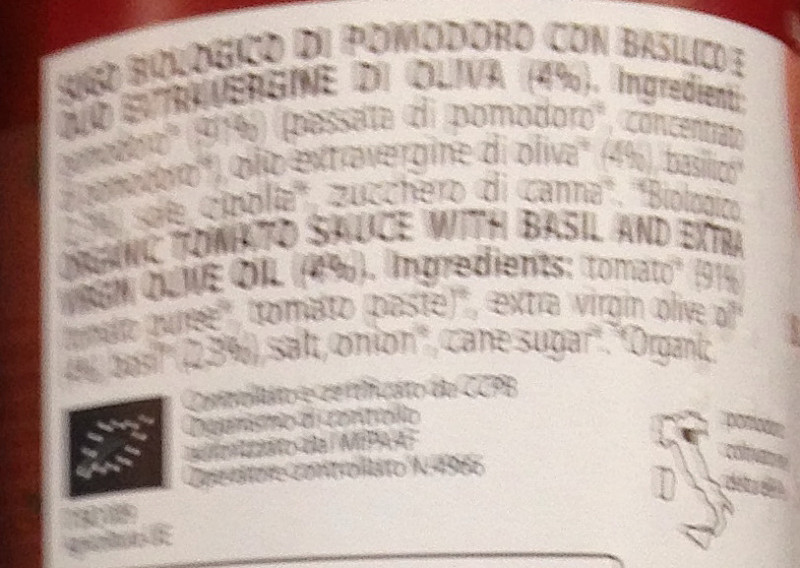 SUGO BIOLOGICO DI POMODORO CON BASILICO E
OLIO EXTRAVERGINE DI OLIVA (4%). Ingredienti:
pomodoro* (91%) (passata di pomodoro*, concentrato
di pomodoro*), olio extravergine di oliva* (4%), basilico*
sale, cipolla*, zucchero di canna*. *Biologico.
ORGANIC TOMATO SAUCE WITH BASIL AND EXTRA
VIRGIN OLIVE OIL (4%). Ingredients: tomato* (91%)
tomato puree*, tomato paste)*, extra virgin olive oil*
4%, basil* (2.3%), salt, onion*, cane sugar*. *Organic.
Controllato e certificato da CCPB
Organismo di controllo
autorizzato dal MIPAAF
Operatore controllato N.4966
agricoltura UE
pomodoro